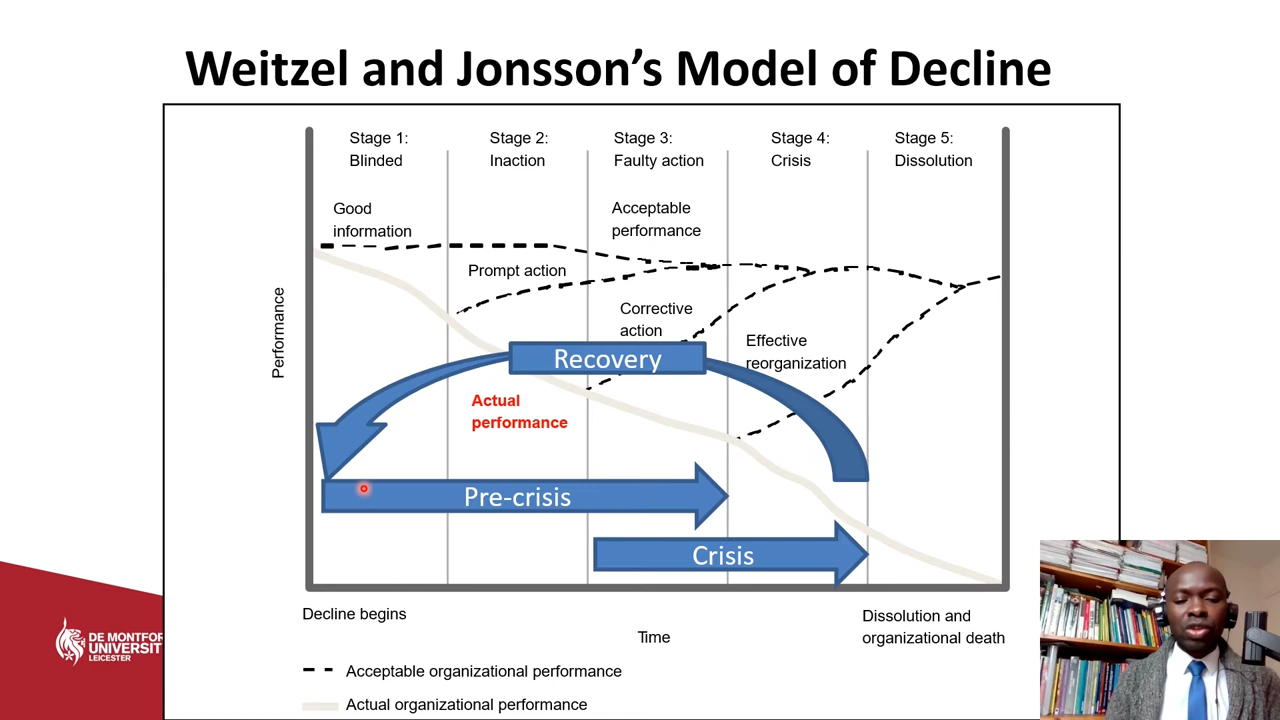 Weitzel and Jonsson's Model of Decline
Stage 1:
Blinded
Stage 2:
Inaction
Stage 3:
Faulty action
Stage 4:
Crisis
Stage 5:
Dissolution
Good
information
Acceptable
performance
Prompt action
Corrective
action
Effective
reorganization
Performance
Recovery
Actual
performance
Pre-crisis
Crisis
Decline begins
Time
Dissolution and
organizational death
Acceptable organizational performance
Actual organizational performance
DE MONTFOR
UNIVERSIT
LEICESTER